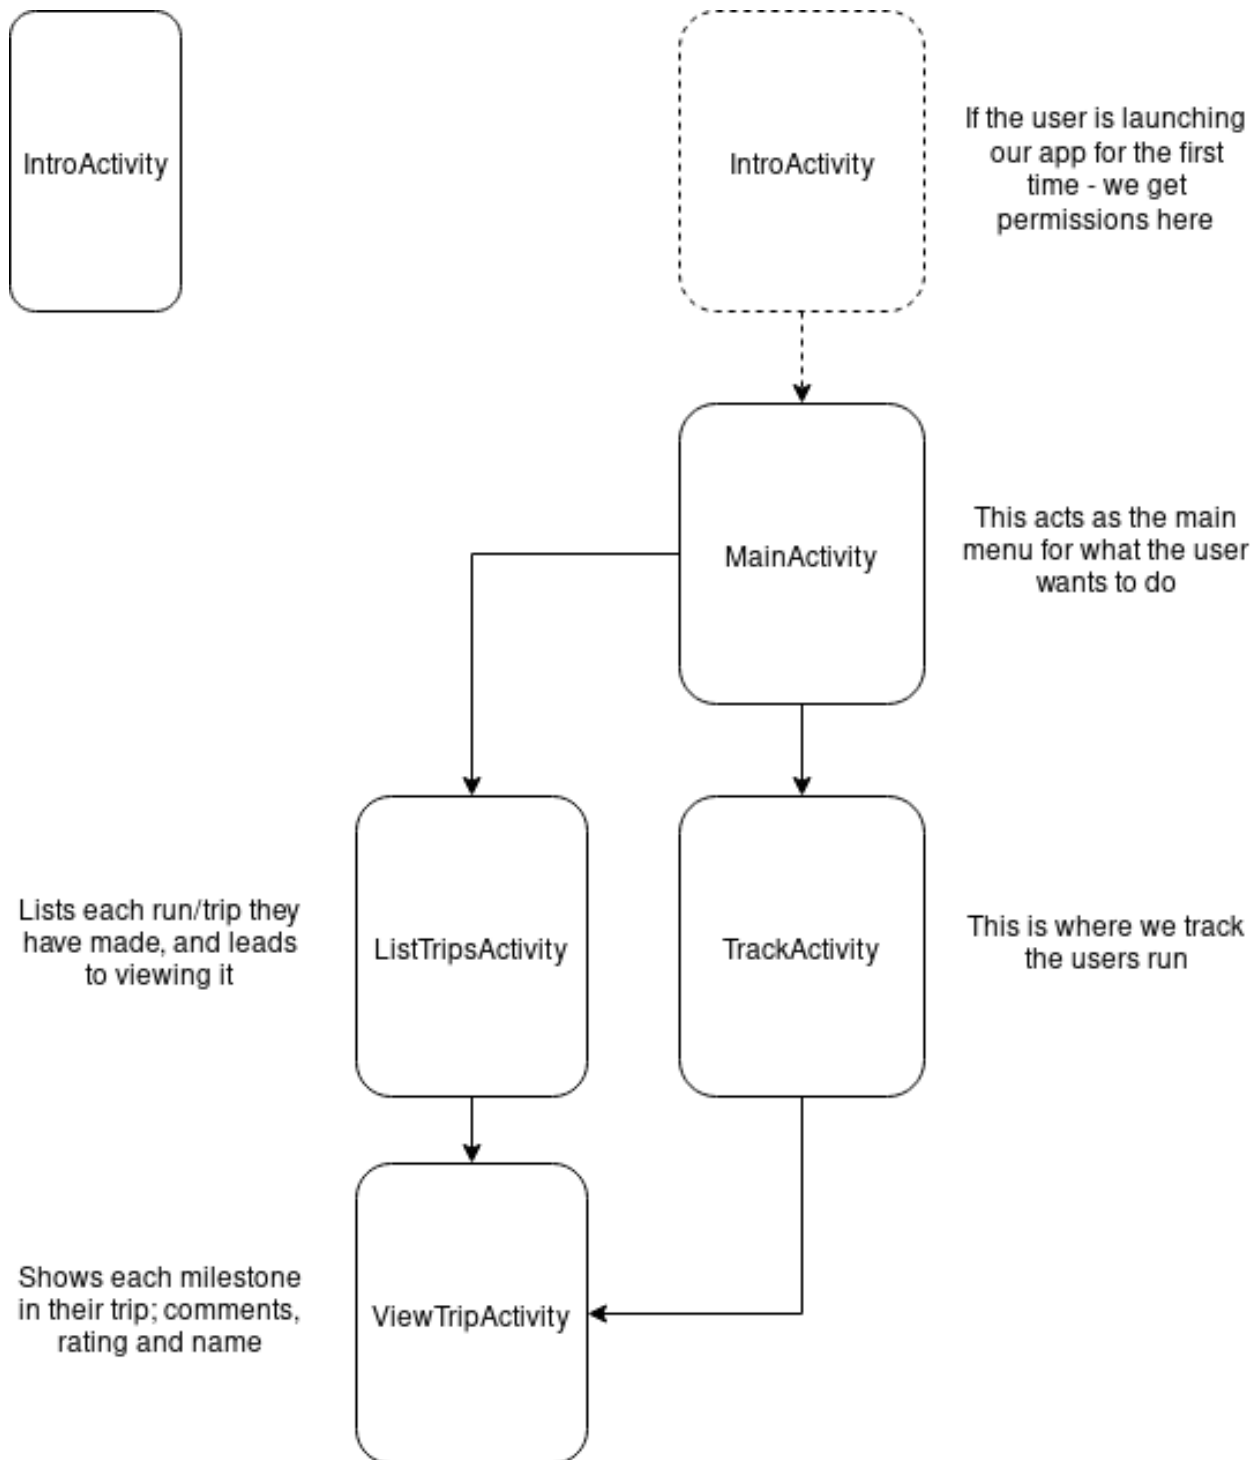 IntroActivity
IntroActivity
If the user is launching
our app for the first
time - we get
permissions here
MainActivity
This acts as the main
menu for what the user
wants to do
Lists each run/trip they
have made, and leads
to viewing it
ListTripsActivity
TrackActivity
This is where we track
the users run
Shows each milestone
in their trip; comments,
rating and name
ViewTripActivity